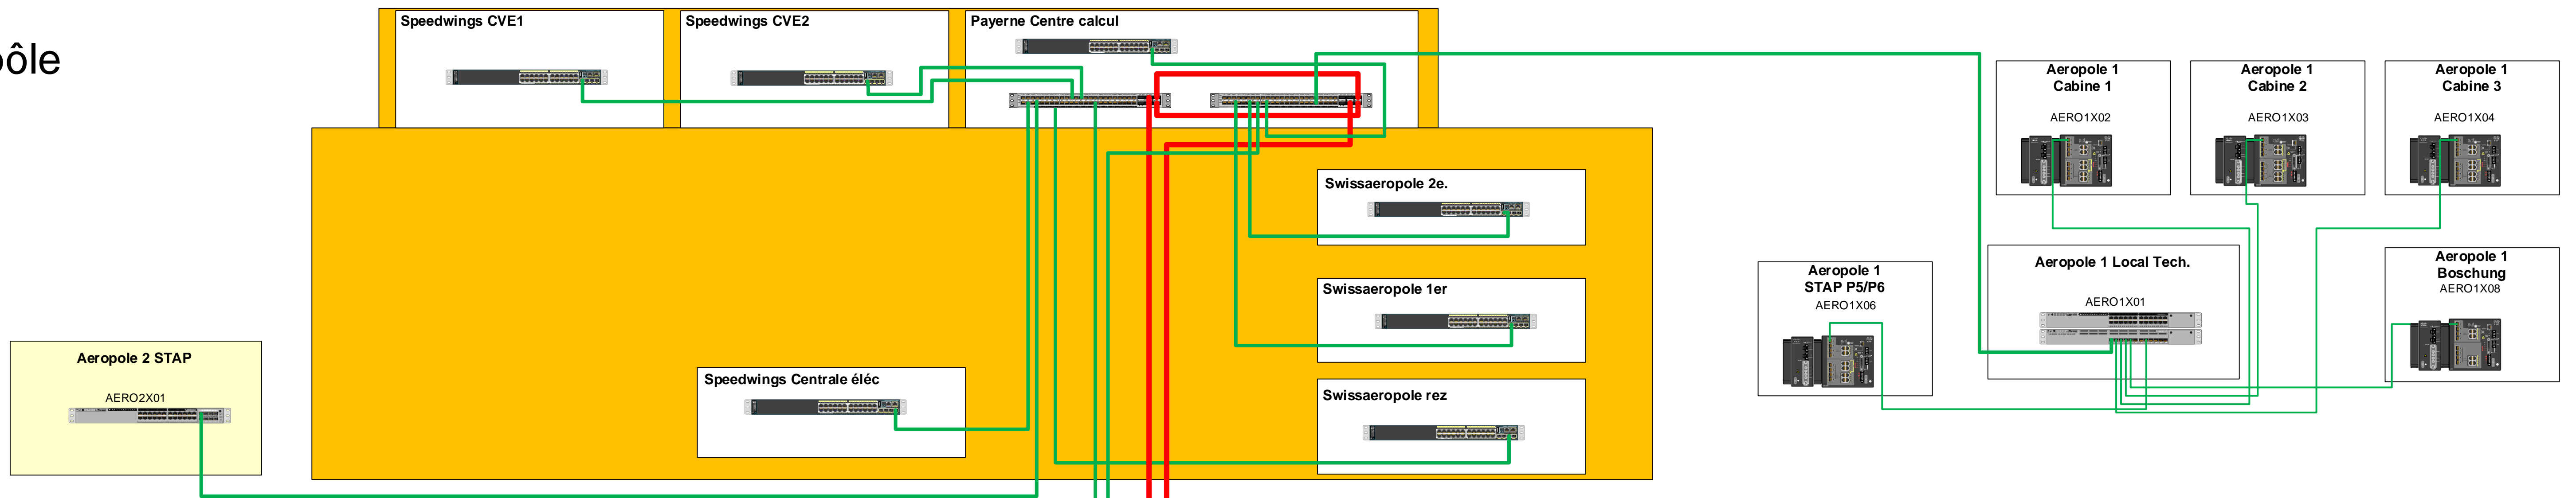 ôle
Speedwings CVE1
Speedwings CVE2
Payerne Centre calcul
Aeropole 1
Cabine 1
AERO1X02
Aeropole 1
Cabine 2
AERO1X03
Aeropole 1
Cabine 3
AERO1X04
Swissaeropole 2e.
Aeropole 1
STAP P5/P6
AERO1X06
Aeropole 1 Local Tech.
AERO1X01
Aeropole 1
Boschung
AERO1X08
Swissaeropole 1er
Aeropole 2 STAP
AERO2X01
Speedwings Centrale éléc
Swissaeropole rez